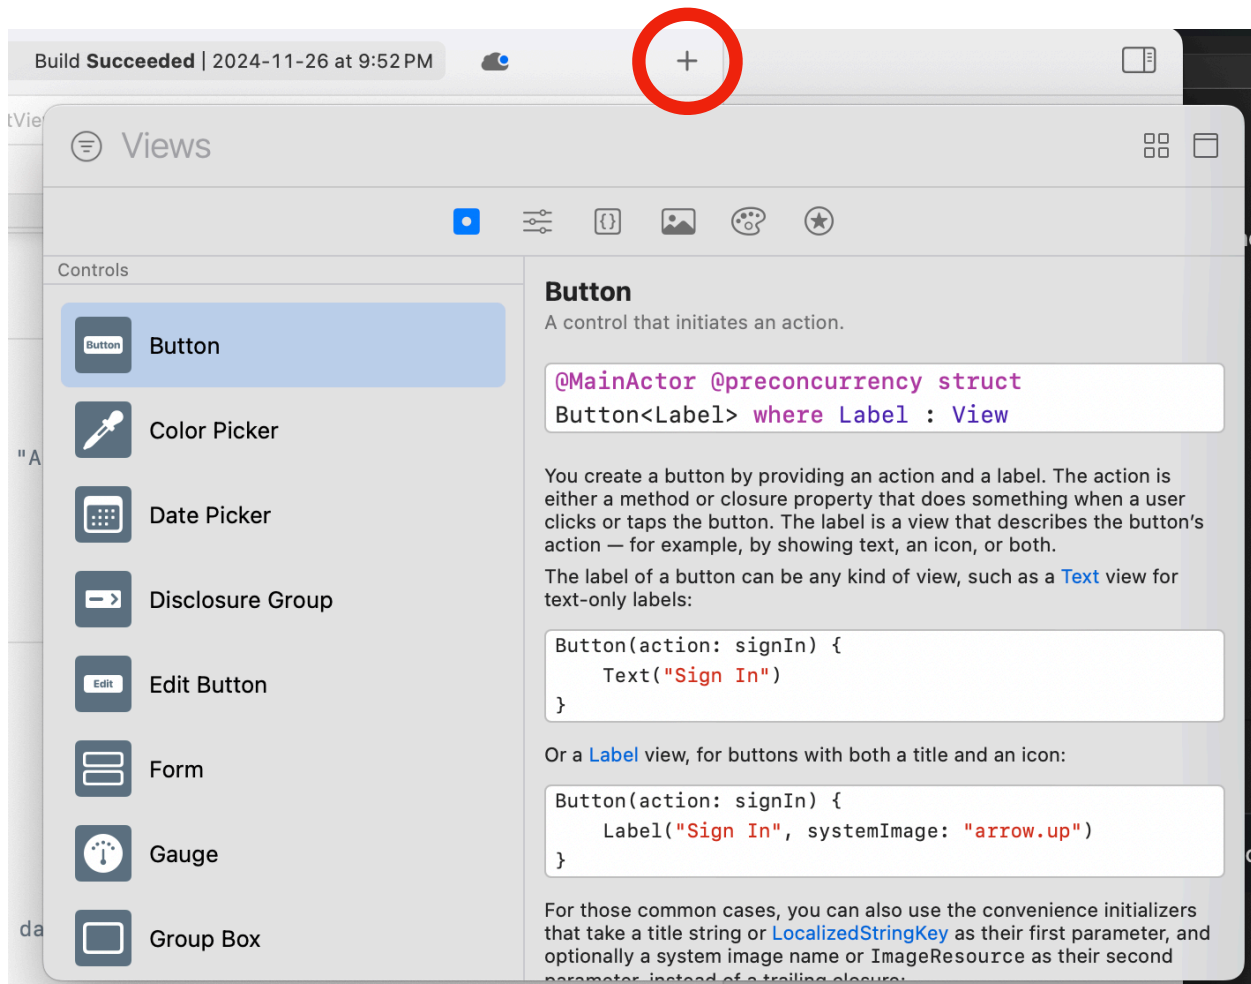 Build Succeeded | 2024-11-26 at 9:52 PM
+
tVie
Views
{}
Controls
Button
Button
Color Picker
Date Picker
Disclosure Group
Edit
Edit Button
Form
Gauge
Group Box
"A
da
Button
A control that initiates an action.
@MainActor @preconcurrency struct
Button<Label> where Label : View
You create a button by providing an action and a label. The action is
either a method or closure property that does something when a user
clicks or taps the button. The label is a view that describes the button’s
action — for example, by showing text, an icon, or both.
The label of a button can be any kind of view, such as a Text view for
text-only labels:
Button(action: signIn) {
Text("Sign In")
}
Or a Label view, for buttons with both a title and an icon:
Button(action: signIn) {
Label("Sign In", systemImage: "arrow.up")
}
For those common cases, you can also use the convenience initializers
that take a title string or LocalizedStringKey as their first parameter, and
optionally a system image name or ImageResource as their second
parameter, instead of a trailing closure: